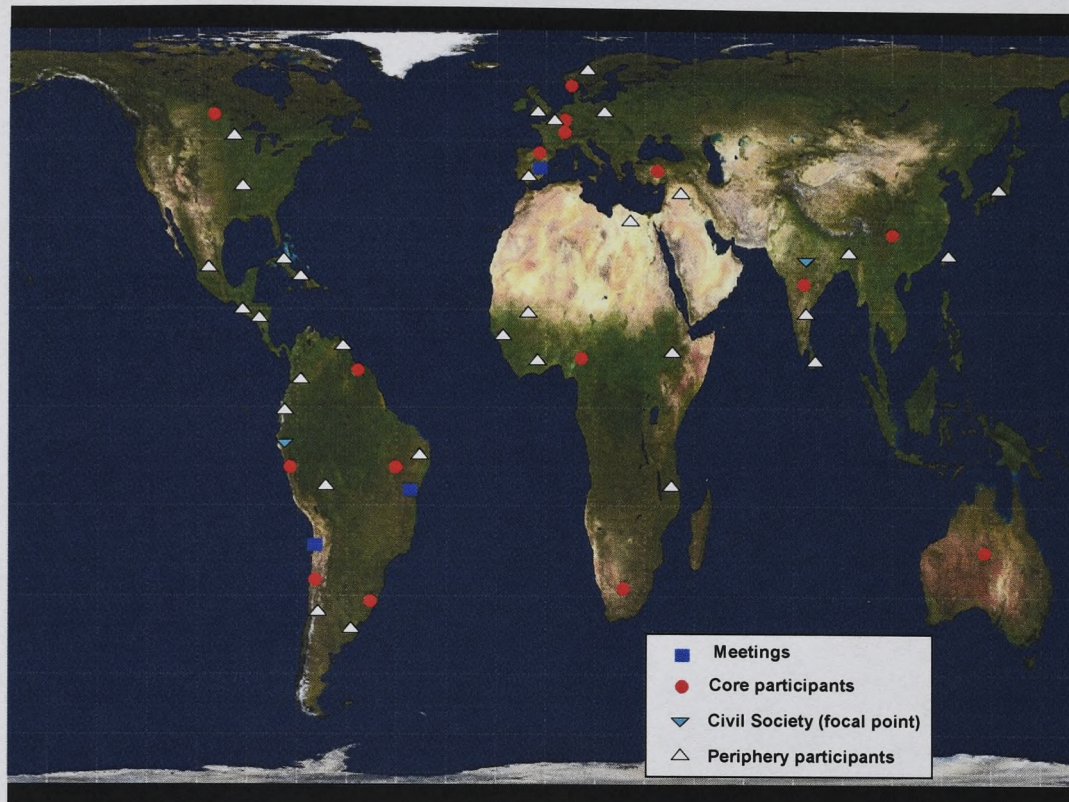 Meetings
Core participants
Civil Society (focal point)
Periphery participants